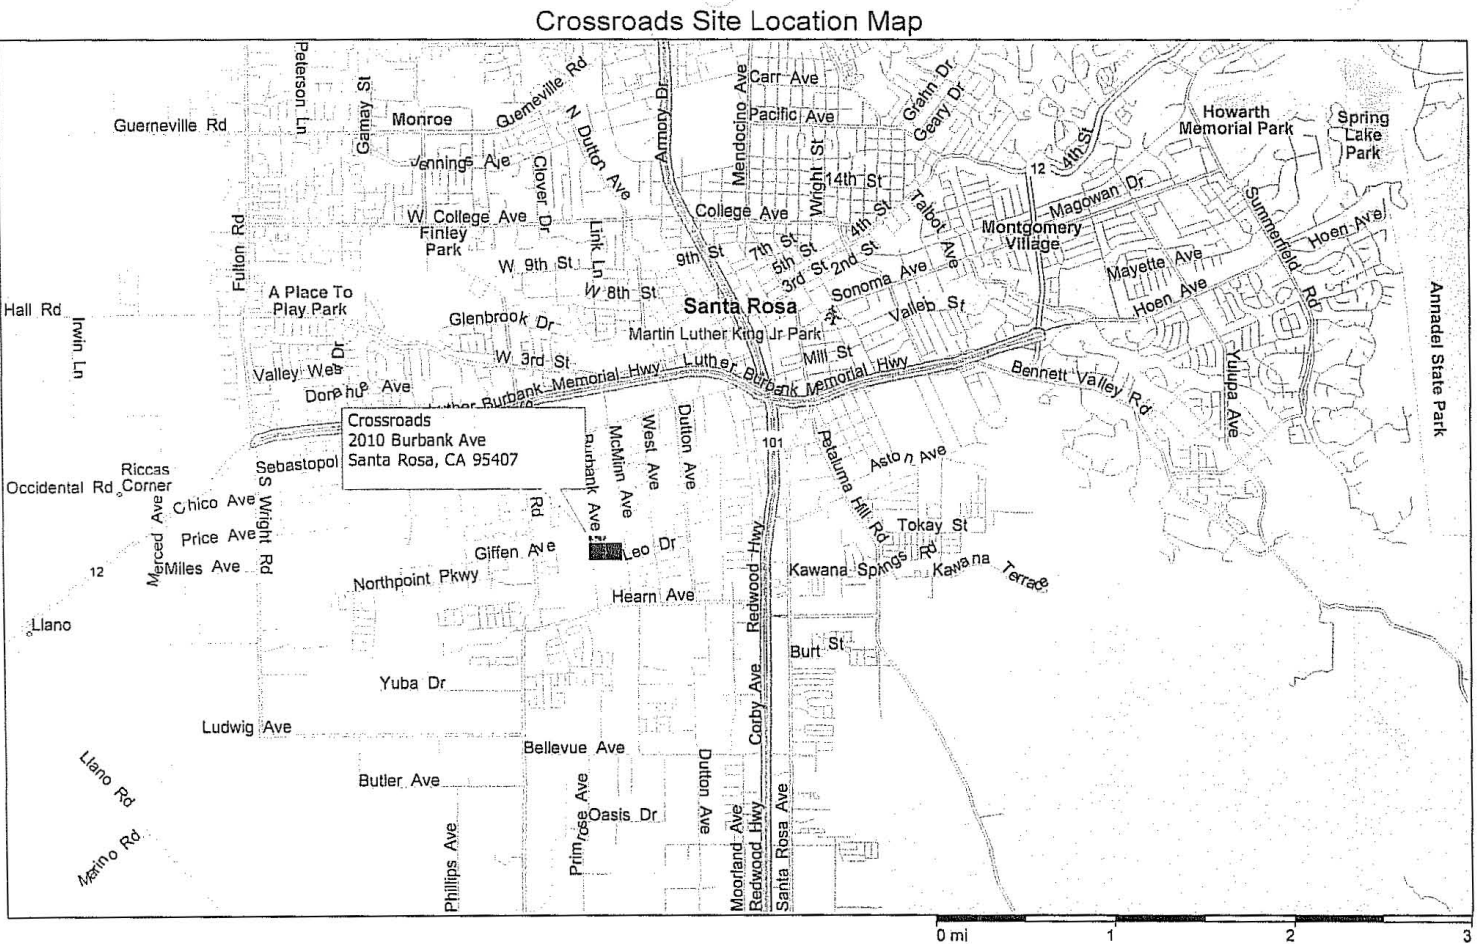 Crossroads Site Location Map
Peterson Ln
Gamay St
Guerneville Rd
Monroe
Guerneville Rd
Jennings Ave
Clover Dr
N Dutton Ave
Armory Dr
Mendocino Ave
Carr Ave
Pacific Ave
Wright St
14th St
Grahn Dr
Geary Dr
12
4th St
Howarth
Memorial Park
Spring
Lake
Park
Fulton Rd
W College Ave
Finley
Park
Link Ln
College Ave
4th St
Talbot Ave
Montgomery
Village
Magowan Dr
Summerfield Rd
Hoen Ave
W 9th St
9th St
7th St
5th St
3rd St
2nd St
Sonoma Ave
Mayette Ave
Hoen Ave
A Place To
Play Park
W 8th St
Santa Rosa
Valleb St
Hall Rd
Irwin Ln
Glenbrook Dr
Martin Luther King Jr Park
Mill St
Valley Wes Dr
W 3rd St
Donahue Ave
Luther Burbank Memorial Hwy
Luther Burbank Memorial Hwy
Bennett Valley Rd
Yulupa Ave
Annadel State Park
Crossroads
2010 Burbank Ave
Santa Rosa, CA 95407
Burbank Ave
McMinn Ave
West Ave
Dutton Ave
101
Petaluma Hill Rd
Aston Ave
Sebastopol
Rd
Riccas
Corner
Occidental Rd
Chico Ave
S Wright Rd
Merced Ave
Price Ave
Miles Ave
12
Llano
Giffen Ave
Leo Dr
Northpoint Pkwy
Hearn Ave
Redwood Hwy
Tokay St
Kawana Springs Rd
Kawana Terrace
Burt St
Yuba Dr
Corby Ave
Ludwig Ave
Bellevue Ave
Llano Rd
Butler Ave
Dutton Ave
Primrose Ave
Oasis Dr
Marino Rd
Phillips Ave
Moorland Ave
Redwood Hwy
Santa Rosa Ave
0 mi 1 2 3